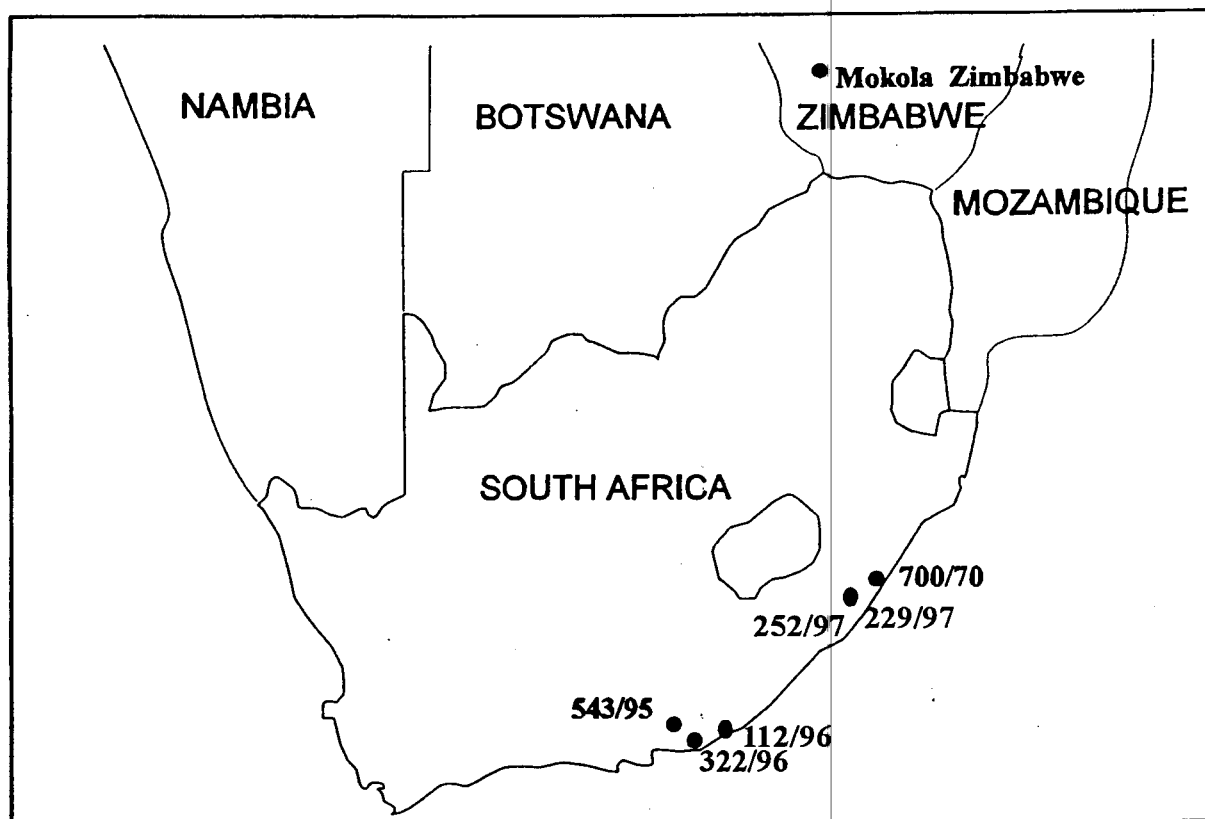 Mokola Zimbabwe
NAMBIA
BOTSWANA
ZIMBABWE
MOZAMBIQUE
SOUTH AFRICA
700/70
252/97
229/97
543/95
112/96
322/96